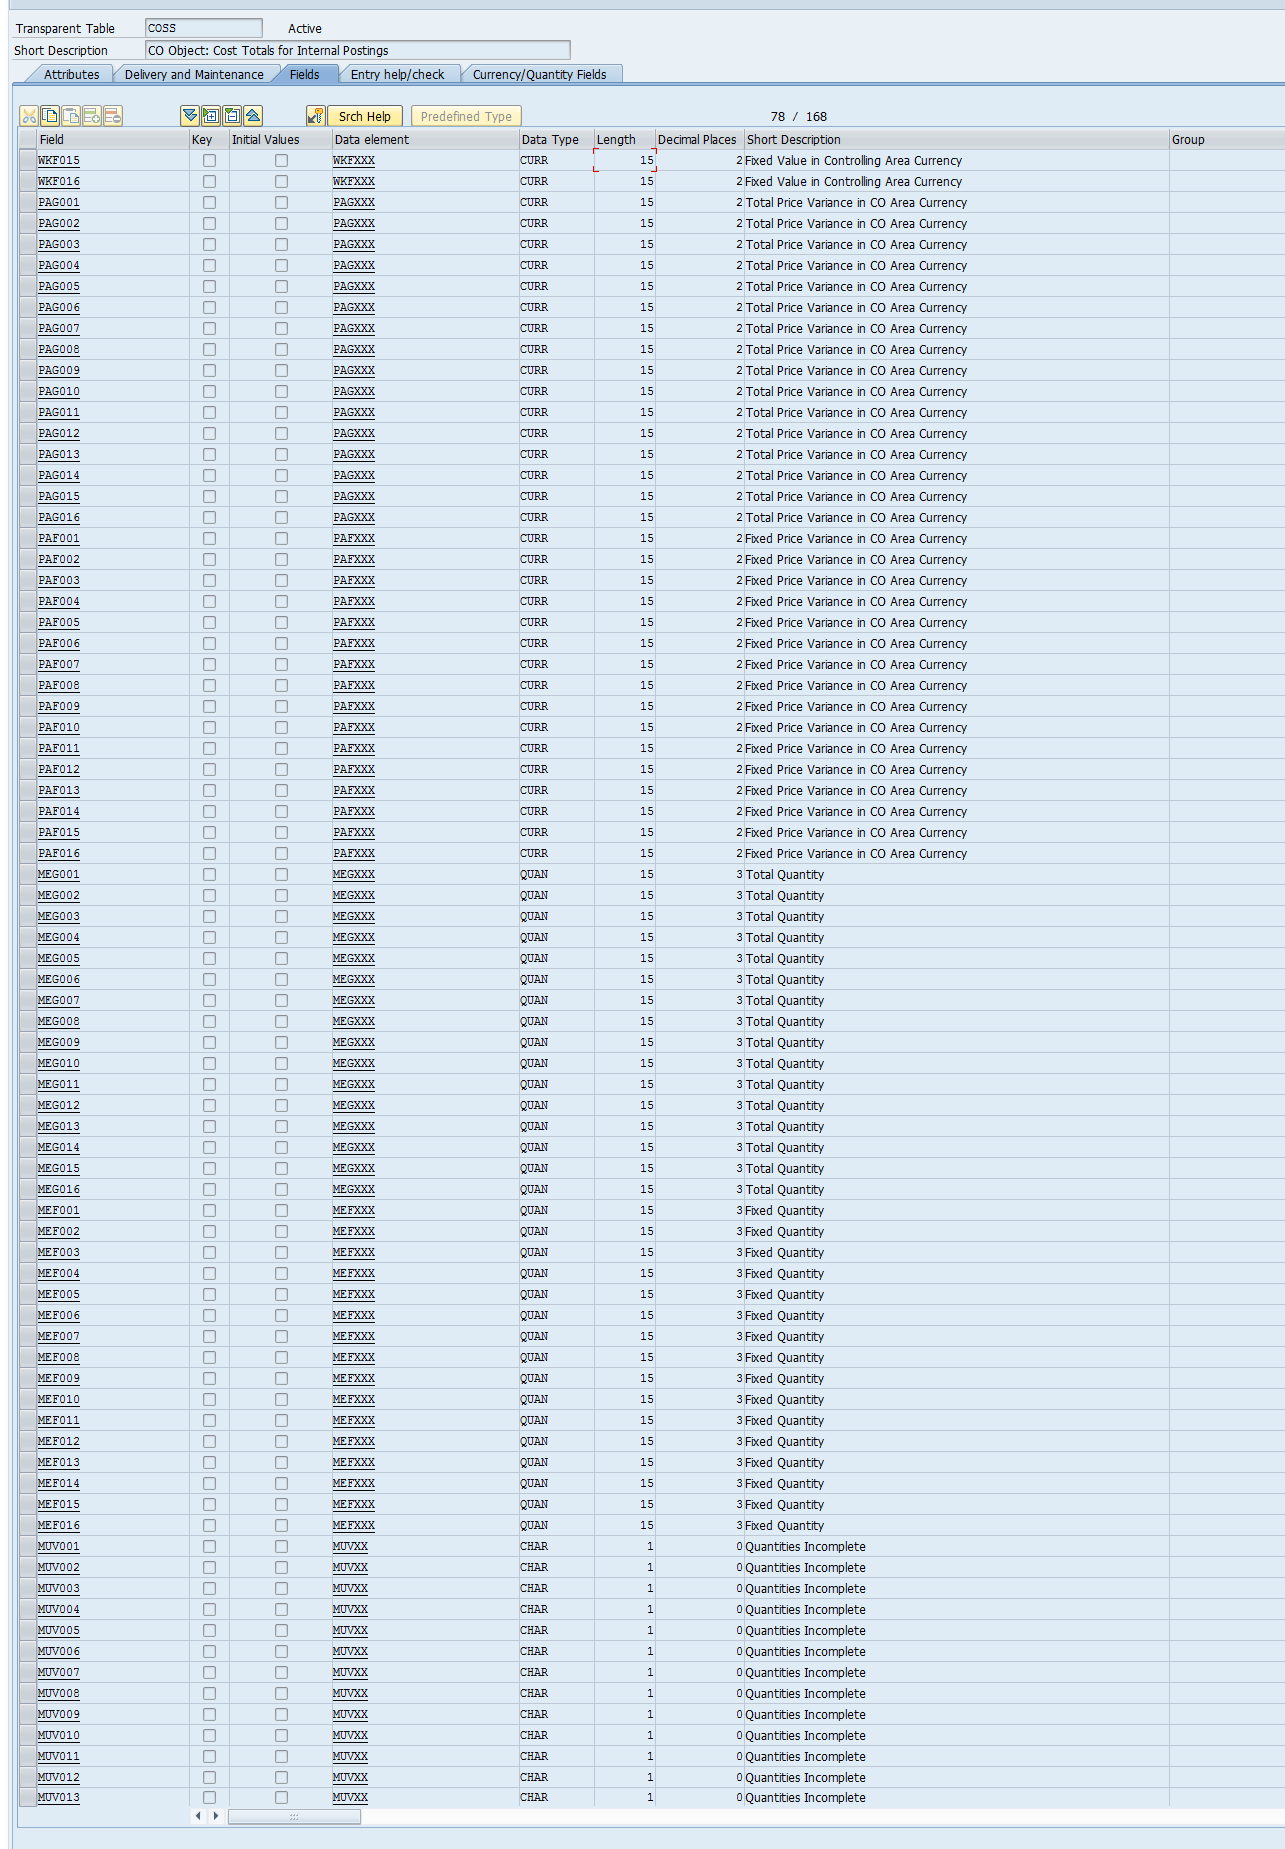 Transparent Table COSS Active
Short Description CO Object: Cost Totals for Internal Postings
Attributes Delivery and Maintenance Fields Entry help/check Currency/Quantity Fields
Srch Help Predefined Type 78 / 168
Field Key Initial Values Data element Data Type Length Decimal Places Short Description Group
WKF015 WKFXXX CURR 15 2 Fixed Value in Controlling Area Currency
WKF016 WKFXXX CURR 15 2 Fixed Value in Controlling Area Currency
PAG001 PAGXXX CURR 15 2 Total Price Variance in CO Area Currency
PAG002 PAGXXX CURR 15 2 Total Price Variance in CO Area Currency
PAG003 PAGXXX CURR 15 2 Total Price Variance in CO Area Currency
PAG004 PAGXXX CURR 15 2 Total Price Variance in CO Area Currency
PAG005 PAGXXX CURR 15 2 Total Price Variance in CO Area Currency
PAG006 PAGXXX CURR 15 2 Total Price Variance in CO Area Currency
PAG007 PAGXXX CURR 15 2 Total Price Variance in CO Area Currency
PAG008 PAGXXX CURR 15 2 Total Price Variance in CO Area Currency
PAG009 PAGXXX CURR 15 2 Total Price Variance in CO Area Currency
PAG010 PAGXXX CURR 15 2 Total Price Variance in CO Area Currency
PAG011 PAGXXX CURR 15 2 Total Price Variance in CO Area Currency
PAG012 PAGXXX CURR 15 2 Total Price Variance in CO Area Currency
PAG013 PAGXXX CURR 15 2 Total Price Variance in CO Area Currency
PAG014 PAGXXX CURR 15 2 Total Price Variance in CO Area Currency
PAG015 PAGXXX CURR 15 2 Total Price Variance in CO Area Currency
PAG016 PAGXXX CURR 15 2 Total Price Variance in CO Area Currency
PAF001 PAFXXX CURR 15 2 Fixed Price Variance in CO Area Currency
PAF002 PAFXXX CURR 15 2 Fixed Price Variance in CO Area Currency
PAF003 PAFXXX CURR 15 2 Fixed Price Variance in CO Area Currency
PAF004 PAFXXX CURR 15 2 Fixed Price Variance in CO Area Currency
PAF005 PAFXXX CURR 15 2 Fixed Price Variance in CO Area Currency
PAF006 PAFXXX CURR 15 2 Fixed Price Variance in CO Area Currency
PAF007 PAFXXX CURR 15 2 Fixed Price Variance in CO Area Currency
PAF008 PAFXXX CURR 15 2 Fixed Price Variance in CO Area Currency
PAF009 PAFXXX CURR 15 2 Fixed Price Variance in CO Area Currency
PAF010 PAFXXX CURR 15 2 Fixed Price Variance in CO Area Currency
PAF011 PAFXXX CURR 15 2 Fixed Price Variance in CO Area Currency
PAF012 PAFXXX CURR 15 2 Fixed Price Variance in CO Area Currency
PAF013 PAFXXX CURR 15 2 Fixed Price Variance in CO Area Currency
PAF014 PAFXXX CURR 15 2 Fixed Price Variance in CO Area Currency
PAF015 PAFXXX CURR 15 2 Fixed Price Variance in CO Area Currency
PAF016 PAFXXX CURR 15 2 Fixed Price Variance in CO Area Currency
MEG001 MEGXXX QUAN 15 3 Total Quantity
MEG002 MEGXXX QUAN 15 3 Total Quantity
MEG003 MEGXXX QUAN 15 3 Total Quantity
MEG004 MEGXXX QUAN 15 3 Total Quantity
MEG005 MEGXXX QUAN 15 3 Total Quantity
MEG006 MEGXXX QUAN 15 3 Total Quantity
MEG007 MEGXXX QUAN 15 3 Total Quantity
MEG008 MEGXXX QUAN 15 3 Total Quantity
MEG009 MEGXXX QUAN 15 3 Total Quantity
MEG010 MEGXXX QUAN 15 3 Total Quantity
MEG011 MEGXXX QUAN 15 3 Total Quantity
MEG012 MEGXXX QUAN 15 3 Total Quantity
MEG013 MEGXXX QUAN 15 3 Total Quantity
MEG014 MEGXXX QUAN 15 3 Total Quantity
MEG015 MEGXXX QUAN 15 3 Total Quantity
MEG016 MEGXXX QUAN 15 3 Total Quantity
MEF001 MEFXXX QUAN 15 3 Fixed Quantity
MEF002 MEFXXX QUAN 15 3 Fixed Quantity
MEF003 MEFXXX QUAN 15 3 Fixed Quantity
MEF004 MEFXXX QUAN 15 3 Fixed Quantity
MEF005 MEFXXX QUAN 15 3 Fixed Quantity
MEF006 MEFXXX QUAN 15 3 Fixed Quantity
MEF007 MEFXXX QUAN 15 3 Fixed Quantity
MEF008 MEFXXX QUAN 15 3 Fixed Quantity
MEF009 MEFXXX QUAN 15 3 Fixed Quantity
MEF010 MEFXXX QUAN 15 3 Fixed Quantity
MEF011 MEFXXX QUAN 15 3 Fixed Quantity
MEF012 MEFXXX QUAN 15 3 Fixed Quantity
MEF013 MEFXXX QUAN 15 3 Fixed Quantity
MEF014 MEFXXX QUAN 15 3 Fixed Quantity
MEF015 MEFXXX QUAN 15 3 Fixed Quantity
MEF016 MEFXXX QUAN 15 3 Fixed Quantity
MUV001 MUVXX CHAR 1 0 Quantities Incomplete
MUV002 MUVXX CHAR 1 0 Quantities Incomplete
MUV003 MUVXX CHAR 1 0 Quantities Incomplete
MUV004 MUVXX CHAR 1 0 Quantities Incomplete
MUV005 MUVXX CHAR 1 0 Quantities Incomplete
MUV006 MUVXX CHAR 1 0 Quantities Incomplete
MUV007 MUVXX CHAR 1 0 Quantities Incomplete
MUV008 MUVXX CHAR 1 0 Quantities Incomplete
MUV009 MUVXX CHAR 1 0 Quantities Incomplete
MUV010 MUVXX CHAR 1 0 Quantities Incomplete
MUV011 MUVXX CHAR 1 0 Quantities Incomplete
MUV012 MUVXX CHAR 1 0 Quantities Incomplete
MUV013 MUVXX CHAR 1 0 Quantities Incomplete